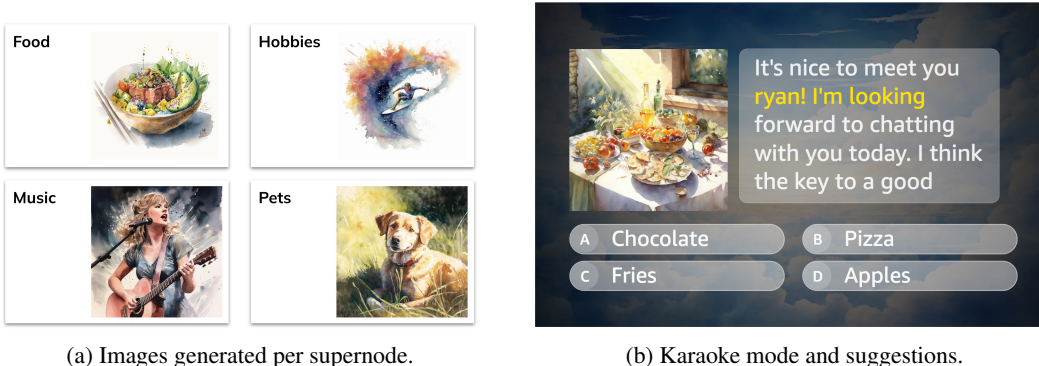 Food
Hobbies
Music
Pets
(a) Images generated per supernode.
It's nice to meet you
ryan! I'm looking
forward to chatting
with you today. I think
the key to a good
A Chocolate
B Pizza
C Fries
D Apples
(b) Karaoke mode and suggestions.